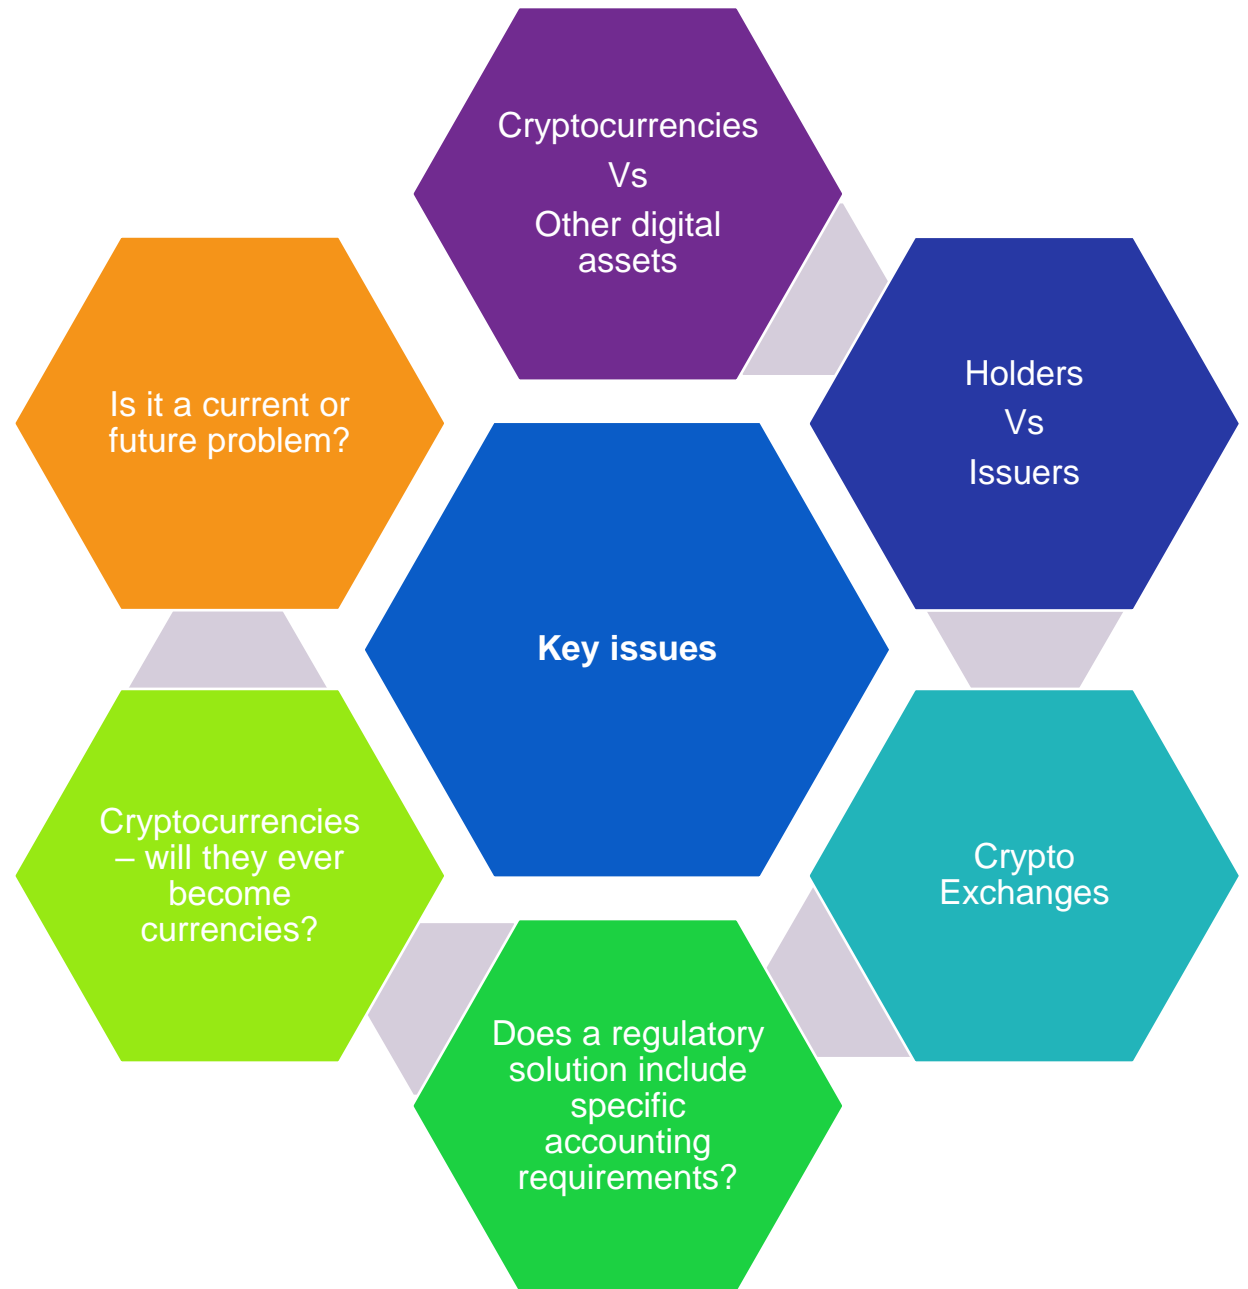 Cryptocurrencies
Vs
Other digital
assets
Holders
Vs
Issuers
Crypto
Exchanges
Does a regulatory
solution include
specific
accounting
requirements?
Cryptocurrencies
– will they ever
become
currencies?
Is it a current or
future problem?
Key issues